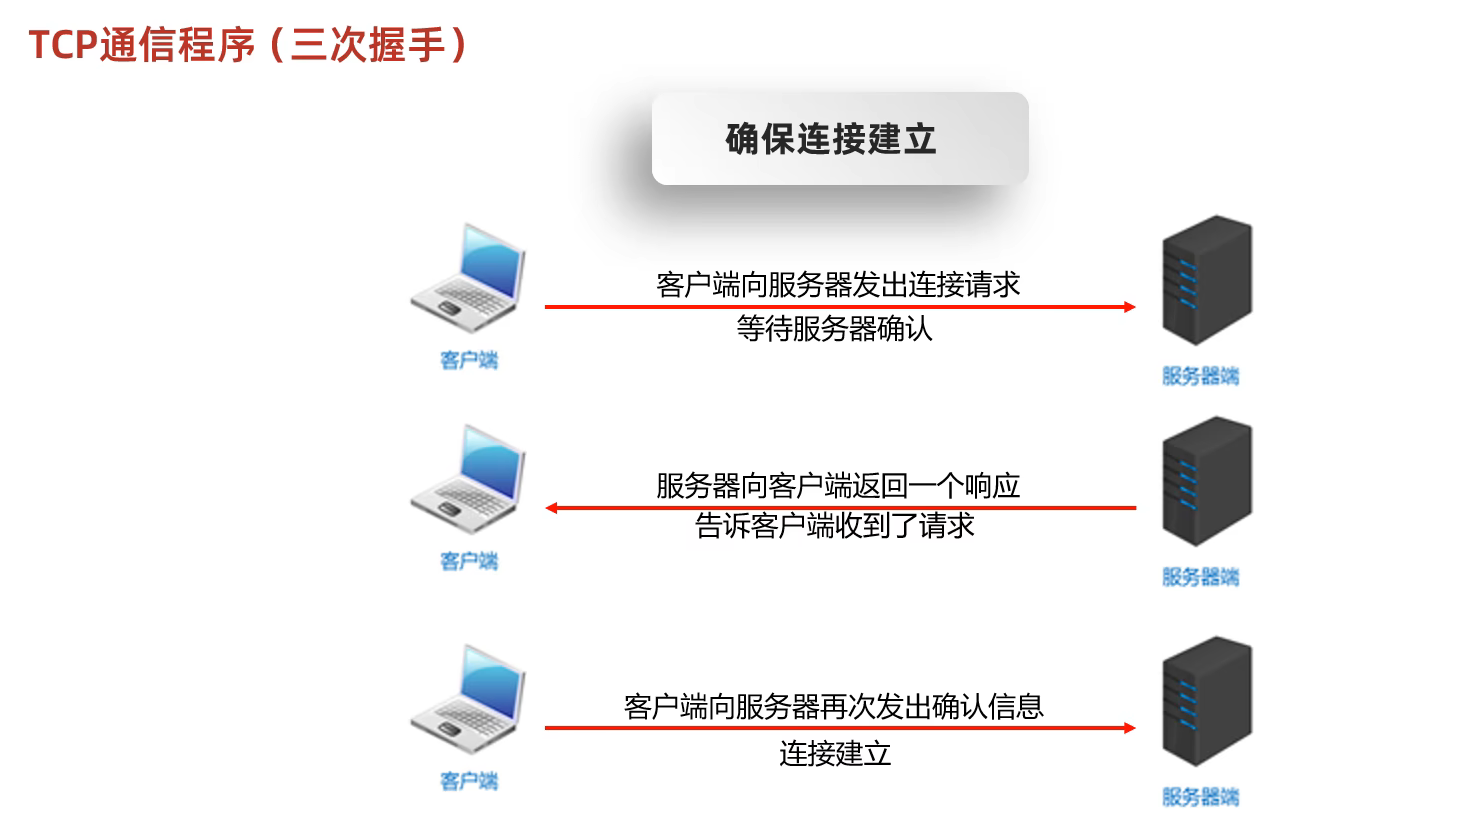 TCP通信程序（三次握手）
确保连接建立
客户端向服务器发出连接请求
等待服务器确认
客户端
服务器端
服务器向客户端返回一个响应
告诉客户端收到了请求
客户端
服务器端
客户端向服务器再次发出确认信息
连接建立
客户端
服务器端